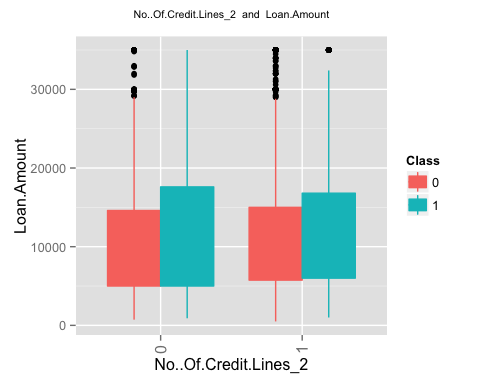 No..Of.Credit.Lines_2 and Loan.Amount
30000
20000
10000
0
Loan.Amount
0
1
No..Of.Credit.Lines_2
Class
0
1